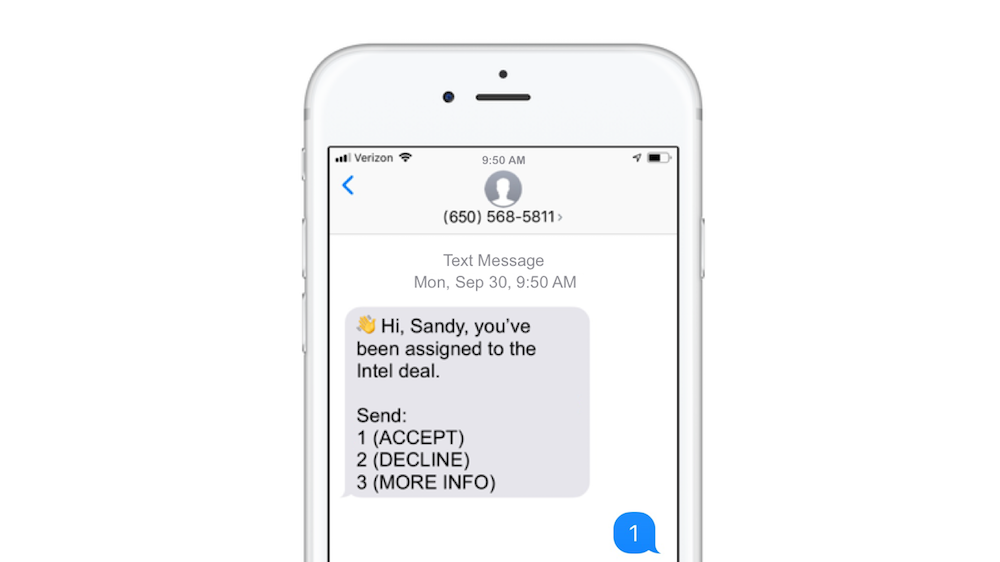 Verizon
9:50 AM
(650) 568-5811
Text Message
Mon, Sep 30, 9:50 AM
👋 Hi, Sandy, you’ve
been assigned to the
Intel deal.
Send:
1 (ACCEPT)
2 (DECLINE)
3 (MORE INFO)
1